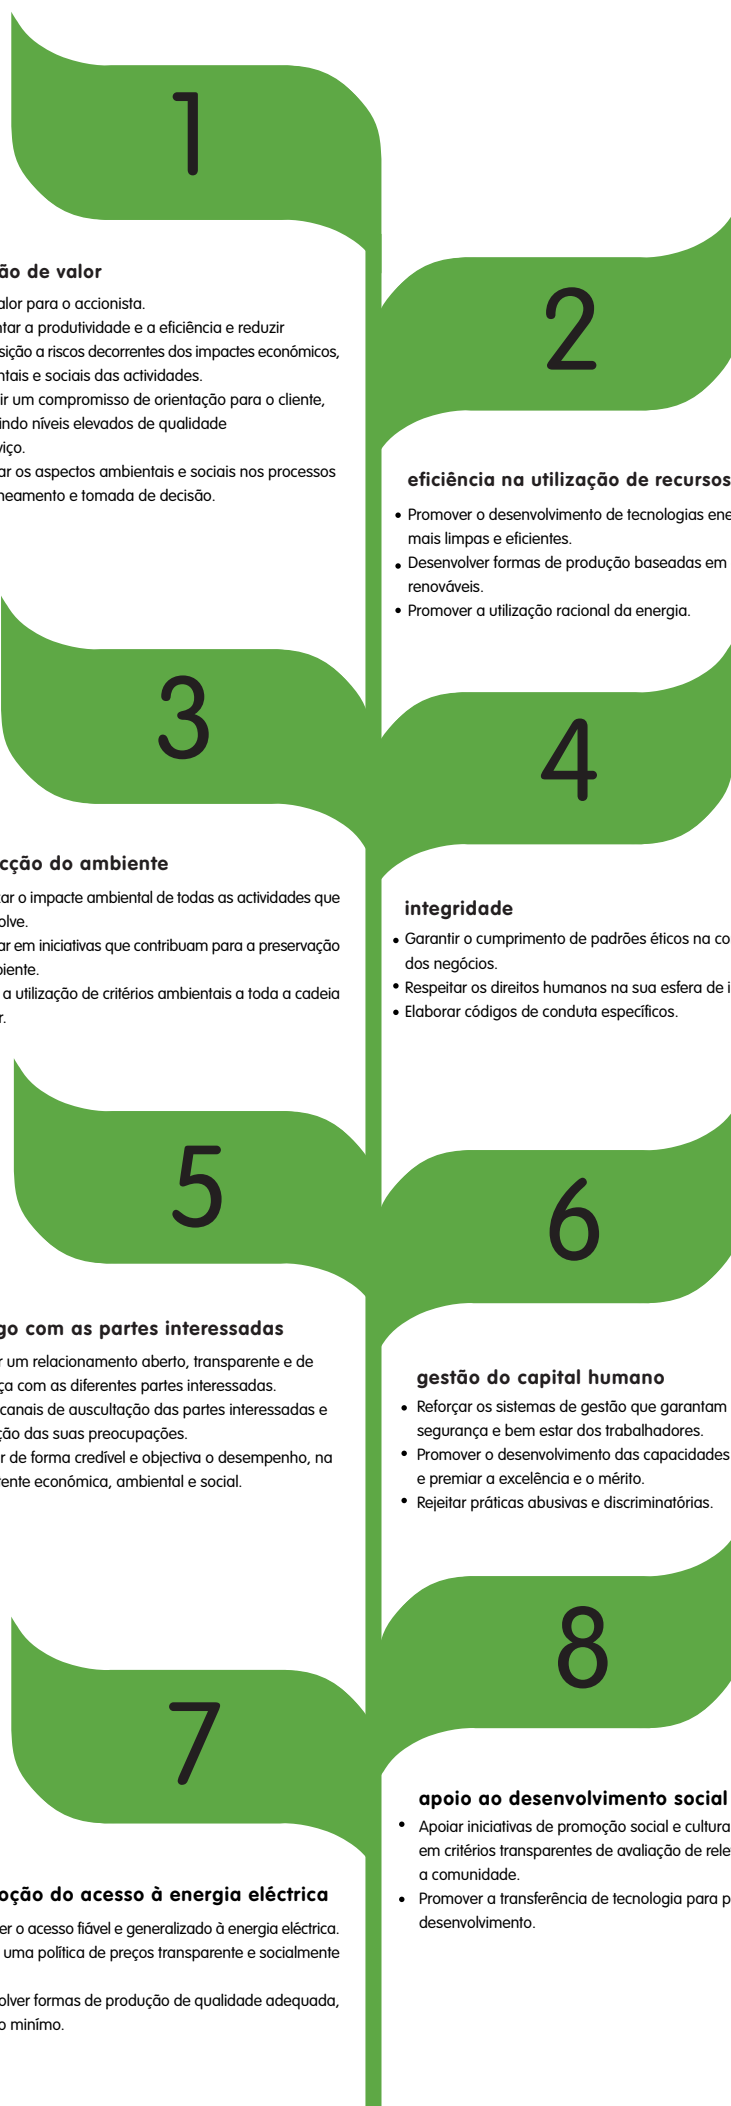 1
ão de valor
alor para o accionista.
tar a produtividade e a eficiência e reduzir
sição a riscos decorrentes dos impactes económicos,
ntais e sociais das actividades.
ir um compromisso de orientação para o cliente,
indo níveis elevados de qualidade
viço.
ar os aspectos ambientais e sociais nos processos
neamento e tomada de decisão.
2
eficiência na utilização de recursos
• Promover o desenvolvimento de tecnologias ene
mais limpas e eficientes.
• Desenvolver formas de produção baseadas em
renováveis.
• Promover a utilização racional da energia.
3
cção do ambiente
ar o impacte ambiental de todas as actividades que
olve.
ar em iniciativas que contribuam para a preservação
biente.
a utilização de critérios ambientais a toda a cadeia
r.
4
integridade
• Garantir o cumprimento de padrões éticos na co
dos negócios.
• Respeitar os direitos humanos na sua esfera de i
• Elaborar códigos de conduta específicos.
5
go com as partes interessadas
r um relacionamento aberto, transparente e de
ça com as diferentes partes interessadas.
canais de auscultação das partes interessadas e
ção das suas preocupações.
r de forma credível e objectiva o desempenho, na
rente económica, ambiental e social.
6
gestão do capital humano
• Reforçar os sistemas de gestão que garantam
segurança e bem estar dos trabalhadores.
• Promover o desenvolvimento das capacidades
e premiar a excelência e o mérito.
• Rejeitar práticas abusivas e discriminatórias.
7
oção do acesso à energia eléctrica
er o acesso fiável e generalizado à energia eléctrica.
uma política de preços transparente e socialmente
olver formas de produção de qualidade adequada,
o minímo.
8
apoio ao desenvolvimento social
• Apoiar iniciativas de promoção social e cultura
em critérios transparentes de avaliação de rele
a comunidade.
• Promover a transferência de tecnologia para p
desenvolvimento.